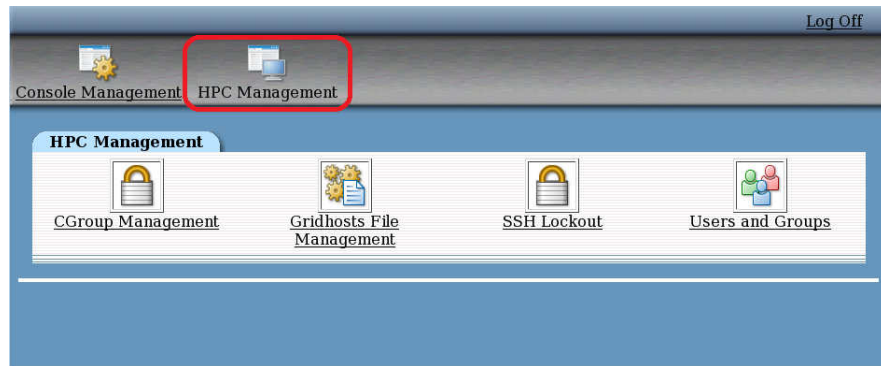 Log Off
Console Management HPC Management
HPC Management
CGroup Management Gridhosts File SSH Lockout Users and Groups
Management